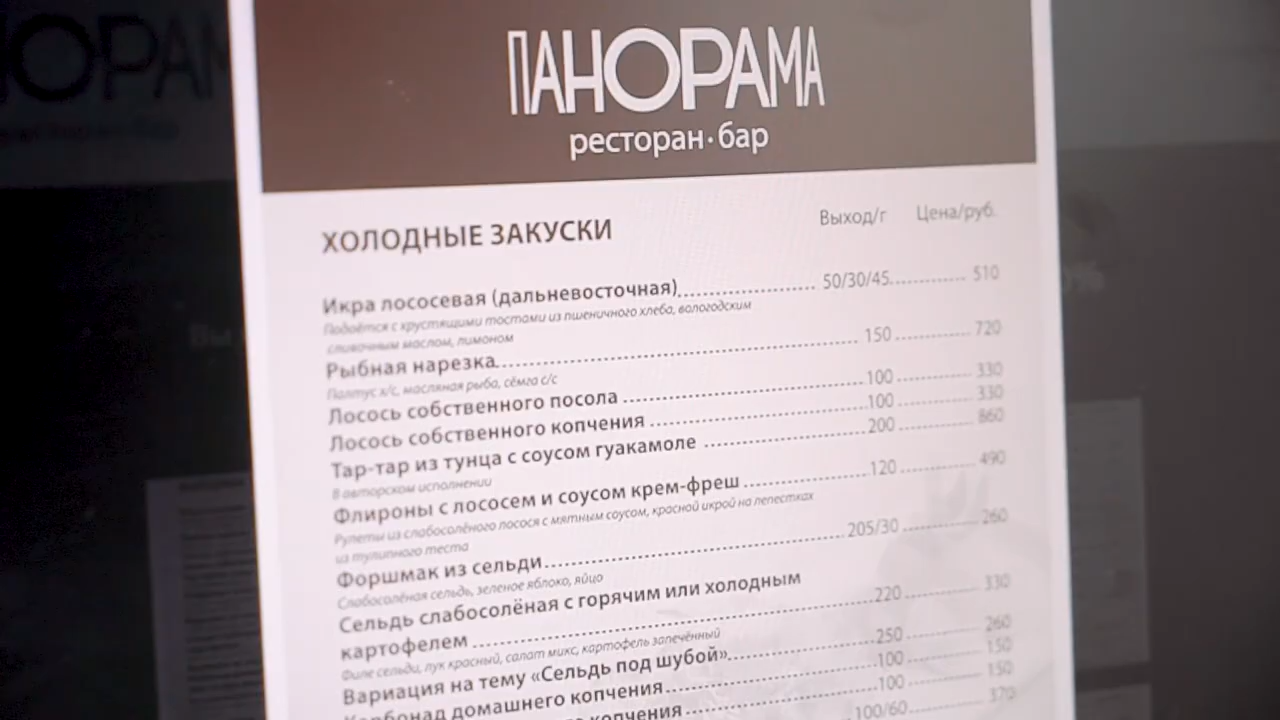 ПАНОРАМА
ресторан·бар
ХОЛОДНЫЕ ЗАКУСКИ Выход/г Цена/руб.
Икра лососевая (дальневосточная) 50/30/45 510
Подаётся с хрустящими тостами из пшеничного хлеба, вологодским
сливочным маслом, лимоном
Рыбная нарезка 150 720
Палтус х/с, масляная рыба, сёмга с/с
Лосось собственного посола 100 330
Лосось собственного копчения 100 330
Тар-тар из тунца с соусом гуакамоле 200 860
В авторском исполнении
Флироны с лососем и соусом крем-фреш 120 490
Рулеты из слабосолёного лосося с мятным соусом, красной икрой на лепестках
из тулипного теста
Форшмак из сельди 205/30 260
Слабосолёная сельдь, зеленое яблоко, яйцо
Сельдь слабосолёная с горячим или холодным
картофелем 220 330
Филе сельди, лук красный, салат микс, картофель запечённый
Вариация на тему «Сельдь под шубой» 250 260
Карбонад домашнего копчения 100 150
копчения 100 150
100/60 370